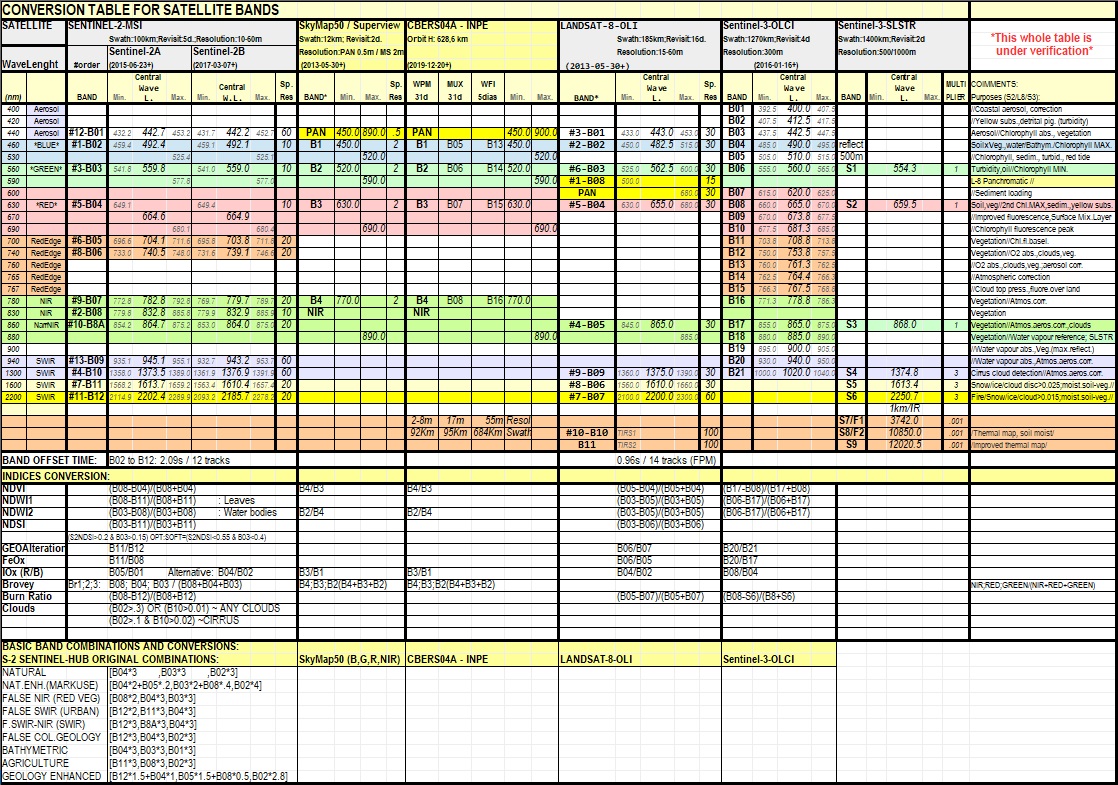 CONVERSION TABLE FOR SATELLITE BANDS
SATELLITE SENTINEL-2-MSI SkyMap50 / Superview CBERS04A - INPE LANDSAT-8-OLI Sentinel-3-OLCI Sentinel-3-SLSTR
Swath:100km;Revisit:5d.;Resolution:10-60m Swath:12km; Revisit:2d. Orbit H: 628,6 km Swath:185km;Revisit:16d. Swath:1270km;Revisit:4d Swath:1400km;Revisit:2d *This whole table is
Sentinel-2A Sentinel-2B Resolution:PAN 0.5m / MS 2m Resolution:15-60m Resolution:300m Resolution:500/1000m under verification*
WaveLenght #order (2015-06-23+) (2017-03-07+) (2013-05-30+) (2019-12-20+) (2013-05-30+) (2016-01-16+)
Central Wave L. Central W.L. Sp. Res WPM MUX WFI Central Wave L. Sp. Res Central Wave L. Central Wave L. MULTI PLIER COMMENTS:
(nm) BAND Min. Max. Min. Max. BAND* Min. Max. Sp. Res 31d 31d 5dias Min. Max. BAND* Min. Max. BAND Min. Max. BAND Min. Max. Purposes (S2/L8/S3):
400 Aerosol B01 392.5 400.0 407.5 //Coastal aerosol, correction
420 Aerosol B02 407.5 412.5 417.5 //Yellow subs.,detrital pig. (turbidity)
440 Aerosol #12-B01 432.2 442.7 453.2 431.7 442.2 452.7 60 PAN 450.0 890.0 .5 PAN 450.0 900.0 #3-B01 433.0 443.0 453.0 30 B03 437.5 442.5 447.5 Aerosol//Chlorophyll abs., vegetation
460 *BLUE* #1-B02 459.4 492.4 459.4 492.1 10 B1 450.0 2 B1 B05 B13 450.0 #2-B02 450.0 482.5 515.0 30 B04 485.0 490.0 495.0 reflect SoilxVeg.,water/Bathym./Chlorophyll MAX.
530 525.4 525.1 520.0 520.0 B05 505.0 510.0 515.0 500m //Chlorophyll, sedim., turbid., red tide
560 *GREEN* #3-B03 541.8 559.8 541.0 559.0 10 B2 520.0 2 B2 B06 B14 520.0 #6-B03 525.0 562.5 600.0 30 B06 555.0 560.0 565.0 S1 554.3 1 Turbidity,oil//Chlorophyll MIN.
590 577.8 577.0 590.0 590.0 #1-B08 500.0 15 L-8 Panchromatic //
600 PAN 680.0 30 B07 615.0 620.0 625.0 //Sediment loading
630 *RED* #5-B04 649.1 649.1 10 B3 630.0 2 B3 B07 B15 630.0 #5-B04 630.0 655.0 680.0 30 B08 660.0 665.0 670.0 S2 659.5 1 Soil,veg//2nd Chl.MAX,sedim.,yellow subs.
670 664.6 664.9 B09 670.0 673.8 677.5 //Improved fluorescence,Surface Mix.Layer
680.1 680.1 690.0 690.0 B10 677.5 681.3 685.0 //Chlorophyll fluorescence peak
700 RedEdge #6-B05 696.6 704.1 711.6 695.8 703.8 711.8 20 B11 703.8 708.8 713.8 Vegetation//Chl.fl.basel.
740 RedEdge #8-B06 733.0 740.5 748.0 731.6 739.1 746.6 20 B12 750.0 753.8 757.5 Vegetation//O2 abs.,clouds,veg.
760 RedEdge B13 760.0 761.3 762.5 //O2 abs.,clouds,veg.;aerosol corr.
765 RedEdge B14 762.5 764.4 766.3 //Atmospheric correction
767 RedEdge B15 766.3 767.5 768.8 //Cloud top press.,fluore.over land
780 NIR #9-B07 772.8 782.8 792.8 769.7 779.7 789.7 20 B4 770.0 2 B4 B08 B16 770.0 B16 771.3 778.8 786.3 Vegetation//Atmos.corr.
830 NIR #2-B08 779.8 832.8 885.8 779.9 832.9 885.9 10 NIR NIR Vegetation
860 NarrNIR #10-B8A 854.2 864.7 875.2 853.0 864.0 875.0 20 #4-B05 845.0 865.0 30 B17 855.0 865.0 875.0 S3 868.0 1 Vegetation//Atmos.aeros.corr.,clouds
880 890.0 890.0 885.0 B18 880.0 885.0 890.0 //Water vapour reference; SLSTR
900 B19 895.0 900.0 905.0 //Water vapour abs.,Veg.(max.reflect.)
940 SWIR #13-B09 935.1 945.1 955.1 932.7 943.2 953.7 60 B20 930.0 940.0 950.0 //Water vapour abs.,Atmos.aeros.corr.
1300 SWIR #4-B10 1358.0 1373.5 1389.0 1361.9 1376.9 1391.9 60 #9-B09 1360.0 1375.0 1390.0 30 B21 1000.0 1020.0 1040.0 S4 1374.8 3 Cirrus cloud detection//Atmos.aeros.corr.
1600 SWIR #7-B11 1568.2 1613.7 1659.2 1563.4 1610.4 1657.4 20 #8-B06 1560.0 1610.0 1660.0 30 S5 1613.4 3 Snow/ice/cloud disc>0.025;moist.soil-veg.//
2200 SWIR #11-B12 2114.9 2202.4 2289.9 2093.2 2185.7 2278.2 20 #7-B07 2100.0 2200.0 2300.0 60 S6 2250.7 3 Fire/Snow/ice/cloud>0.015;moist.soil-veg.//
1km/IR
2-8m 17m 55m Resol S7/F1 3742.0 .001
92Km 95Km 684Km Swath #10-B10 TIRS1 100 S8/F2 10850.0 .001 /Thermal map, soil moist/
B11 TIRS2 100 S9 12020.5 .001 /Improved thermal map/
BAND OFFSET TIME: B02 to B12: 2.09s / 12 tracks 0.96s / 14 tracks (FPM)
INDICES CONVERSION:
NDVI (B08-B04)/(B08+B04) B4/B3 B4/B3 (B05-B04)/(B05+B04) (B17-B08)/(B17+B08)
NDWI1 (B08-B11)/(B08+B11) : Leaves (B03-B05)/(B03+B05) (B06-B17)/(B06+B17)
NDWI2 (B03-B08)/(B03+B08) : Water bodies B2/B4 B2/B4 (B03-B05)/(B03+B05) (B06-B17)/(B06+B17)
NDSI (B03-B11)/(B03+B11) (B03-B06)/(B03+B06)
(S2NDSI>0.2 & B03>0.15) OPT:SOFT=(S2NDSI<0.55 & B03<0.4)
GEOAlteration B11/B12 B06/B07 B20/B21
FeOx B11/B08 B06/B05 B20/B17
IOx (R/B) B05/B01 Alternative: B04/B02 B3/B1 B3/B1 B04/B02 B08/B04
Brovey Br1;2;3: B08; B04; B03 / (B08+B04+B03) B4;B3;B2(B4+B3+B2) B4;B3;B2(B4+B3+B2) NIR;RED;GREEN/(NIR+RED+GREEN)
Burn Ratio (B08-B12)/(B08+B12) (B05-B07)/(B05+B07) (B08-S6)/(B8+S6)
Clouds (B02>.3) OR (B10>0.01) ~ ANY CLOUDS
(B02>.1 & B10>0.02) ~CIRRUS
BASIC BAND COMBINATIONS AND CONVERSIONS:
S-2 SENTINEL-HUB ORIGINAL COMBINATIONS: SkyMap50 (B,G,R,NIR) CBERS04A - INPE LANDSAT-8-OLI Sentinel-3-OLCI
NATURAL [B04*3 ,B03*3 ,B02*3]
NAT.ENH.(MARKUSE) [B04*2+B05*.2,B03*2+B08*.4,B02*4]
FALSE NIR (RED VEG) [B08*2,B04*3,B03*3]
FALSE SWIR (URBAN) [B12*2,B11*3,B04*3]
F.SWIR-NIR (SWIR) [B12*3,B8A*3,B04*3]
FALSE COL.GEOLOGY [B12*3,B04*3,B02*3]
BATHYMETRIC [B04*3,B03*3,B01*3]
AGRICULTURE [B11*3,B08*3,B02*3]
GEOLOGY ENHANCED [B12*1.5+B04*1,B05*1.5+B08*0.5,B02*2.8]